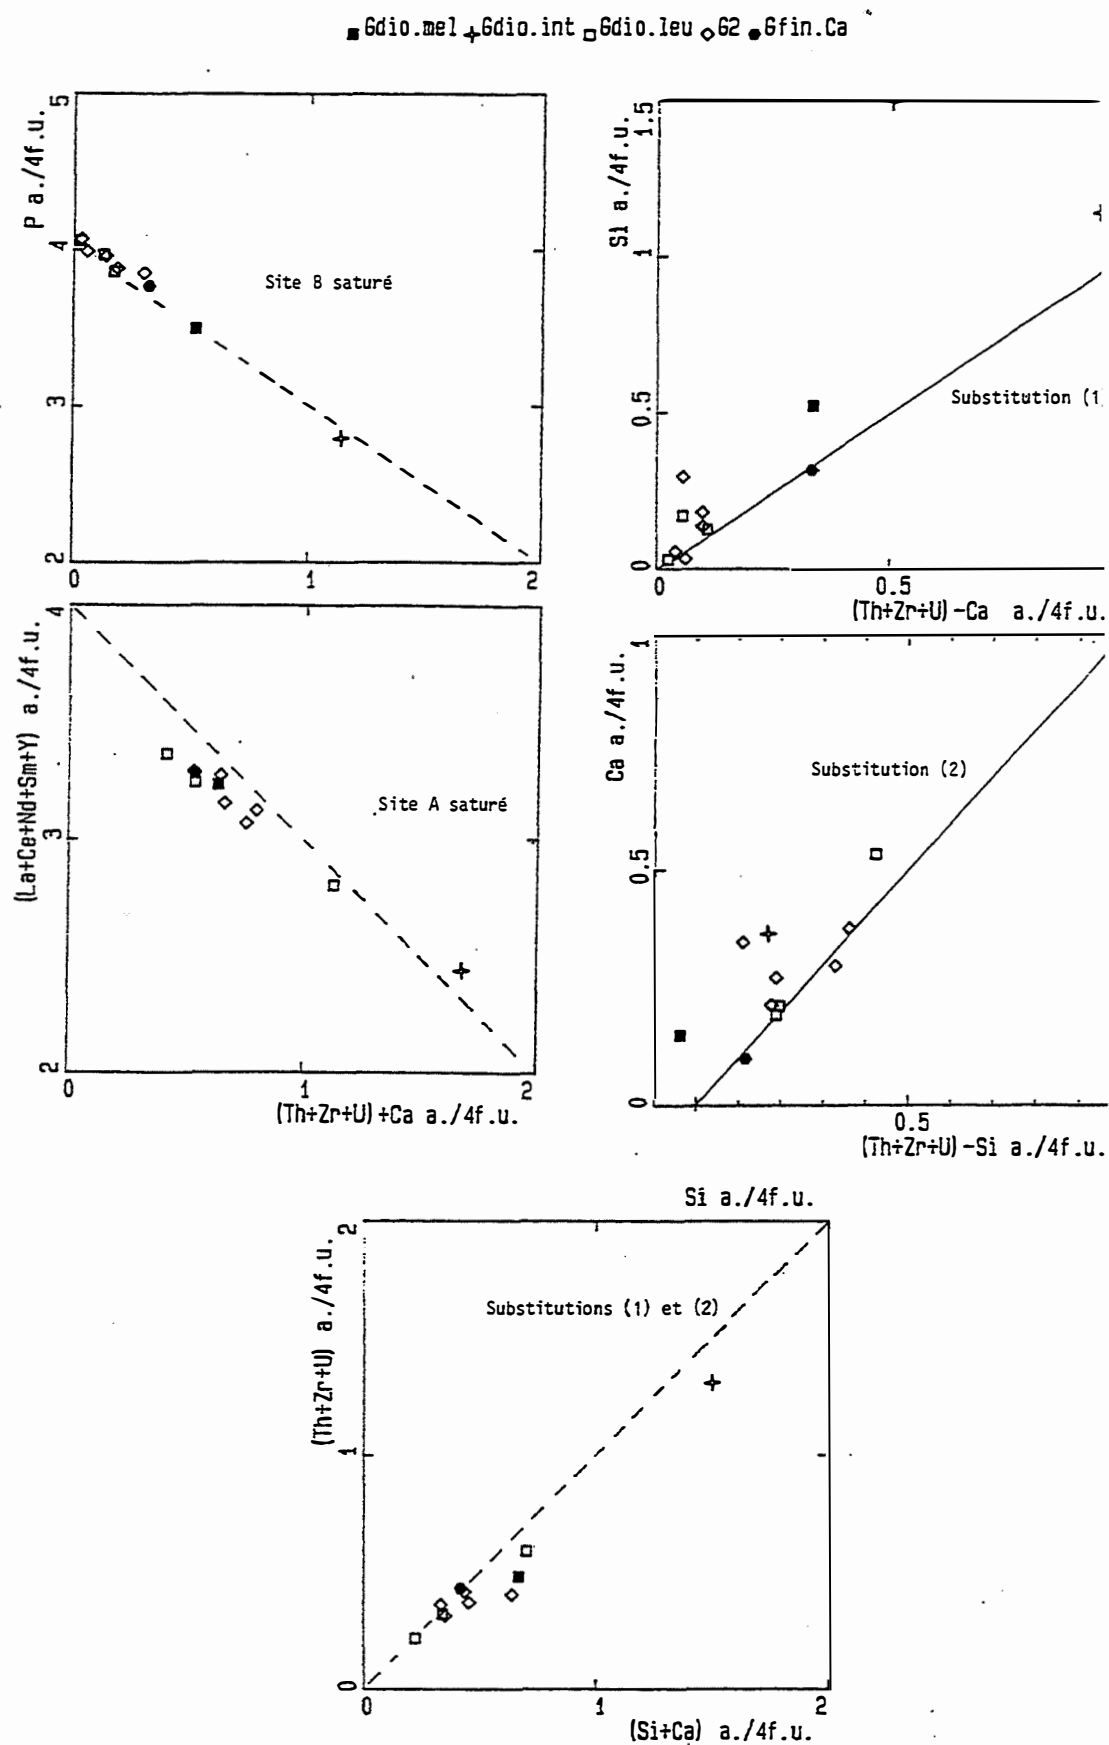 ■ Gdio.mel + Gdio.int □ Gdio.leu ◇ G2 ● Gfin.Ca
P a./4f.u.
5
4
3
2
Site B saturé
0 1 2
Si a./4f.u.
1.5
1
0.5
0
Substitution (1
0 0.5
(Th+Zr+U)-Ca a./4f.u.
(La+Ce+Nd+Sm+Y) a./4f.u.
4
3
2
Site A saturé
0 1 2
(Th+Zr+U)+Ca a./4f.u.
Ca a./4f.u.
1
0.5
0
Substitution (2)
0.5
(Th+Zr+U)-Si a./4f.u.
Si a./4f.u.
(Th+Zr+U) a./4f.u.
2
1
0
Substitutions (1) et (2)
0 1 2
(Si+Ca) a./4f.u.